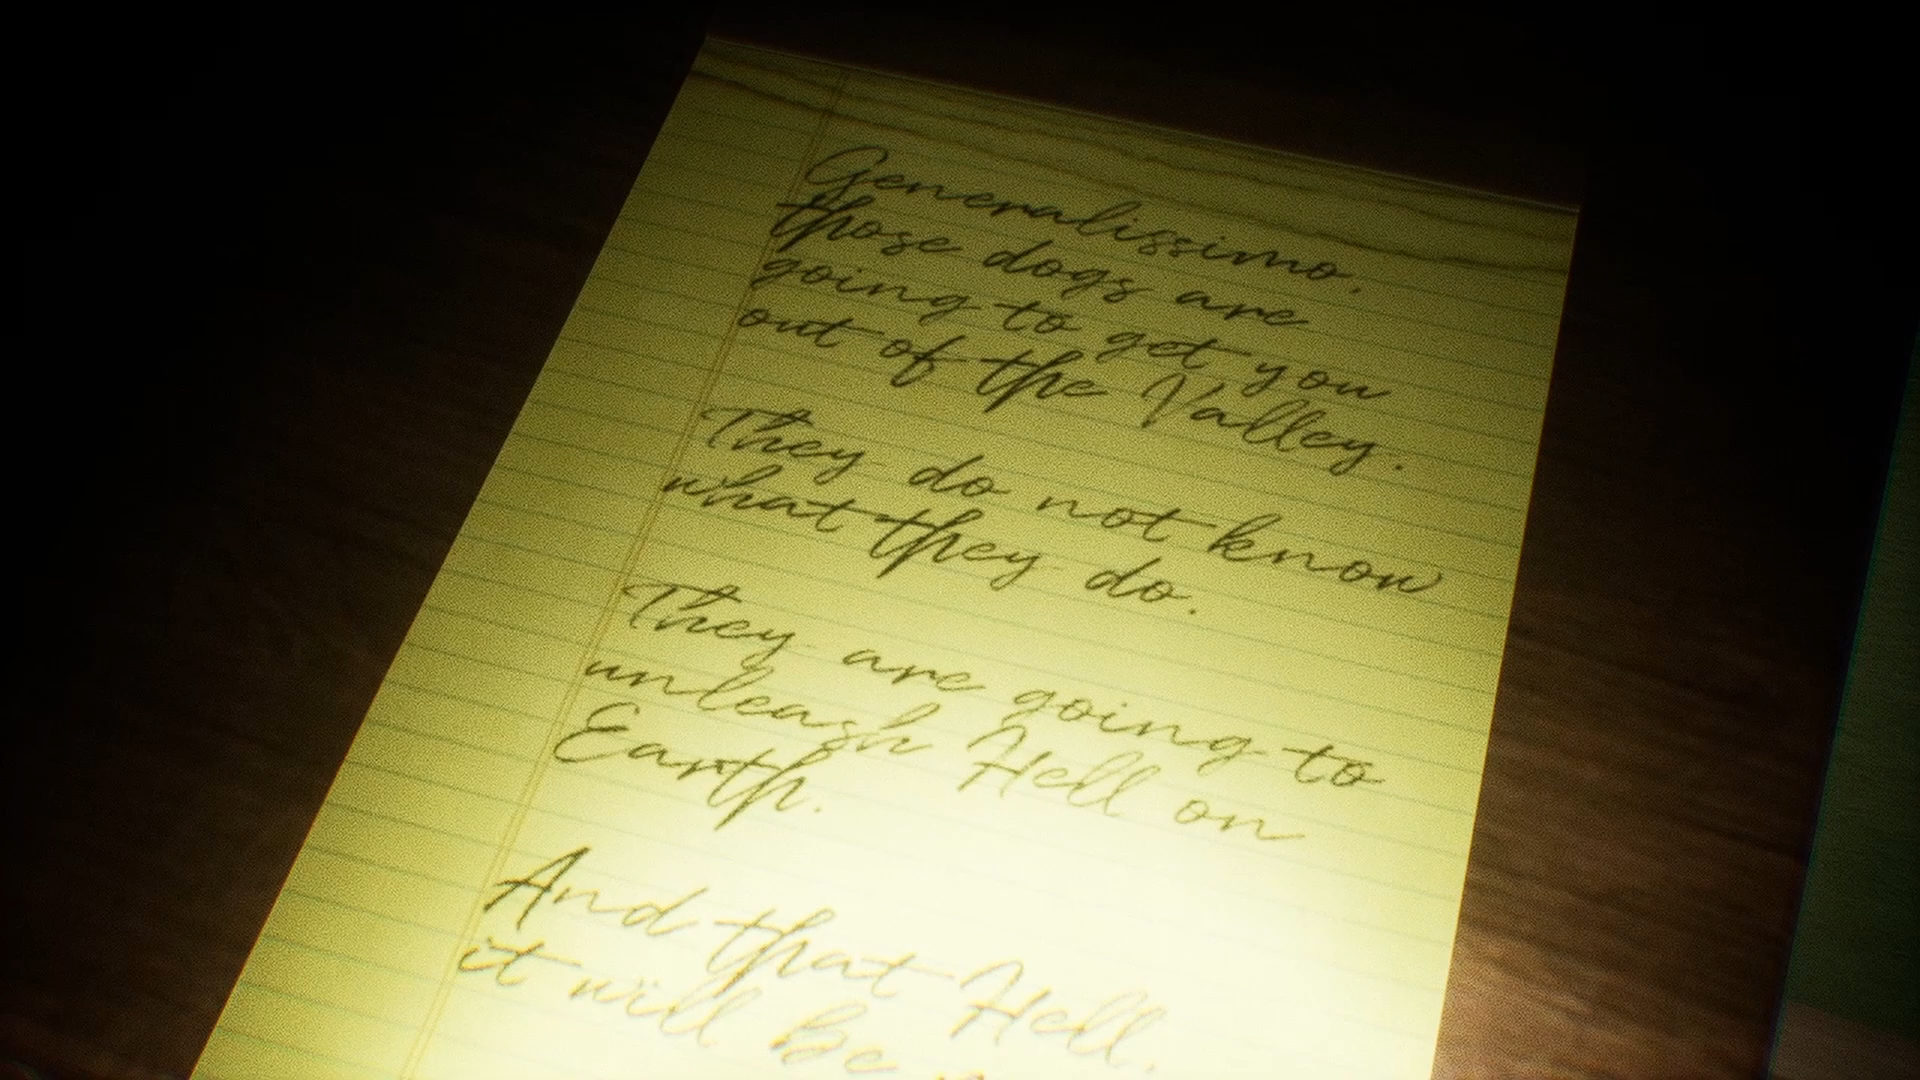 Generalissimo.
those dogs are
going to get you
out of the Valley.
They do not know
what they do.
They are going to
unleash Hell on
Earth.
And that Hell.
it will be